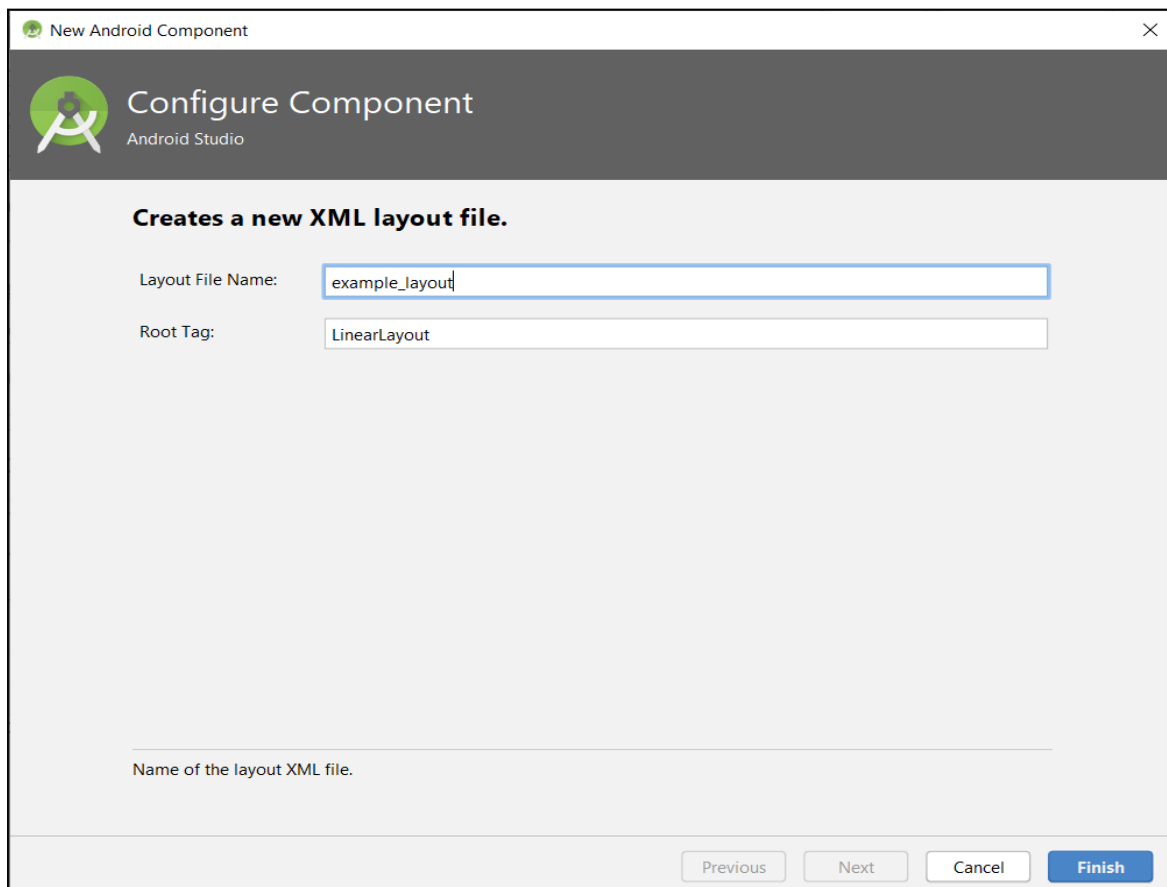 New Android Component
Configure Component
Android Studio
Creates a new XML layout file.
Layout File Name: example_layout
Root Tag: LinearLayout
Name of the layout XML file.
Previous Next Cancel Finish